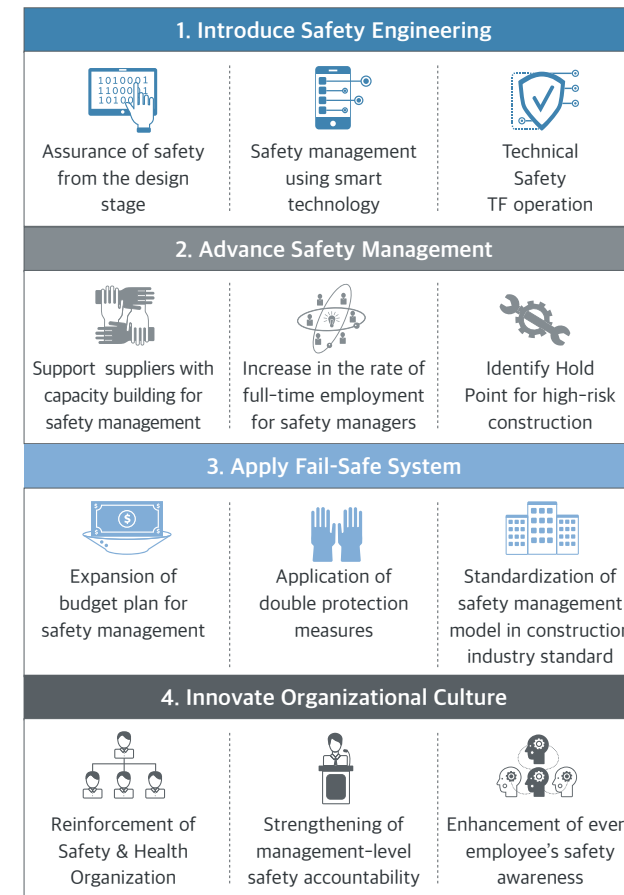 1. Introduce Safety Engineering
1010001
1100011
1010
Assurance of safety
from the design
stage
Safety management
using smart
technology
Technical
Safety
TF operation
2. Advance Safety Management
Support suppliers with
capacity building for
safety management
Increase in the rate of
full-time employment
for safety managers
Identify Hold
Point for high-risk
construction
3. Apply Fail-Safe System
$
Expansion of
budget plan for
safety management
Application of
double protection
measures
Standardization of
safety management
model in construction
industry standard
4. Innovate Organizational Culture
Reinforcement of
Safety & Health
Organization
Strengthening of
management-level
safety accountability
Enhancement of ever
employee's safety
awareness